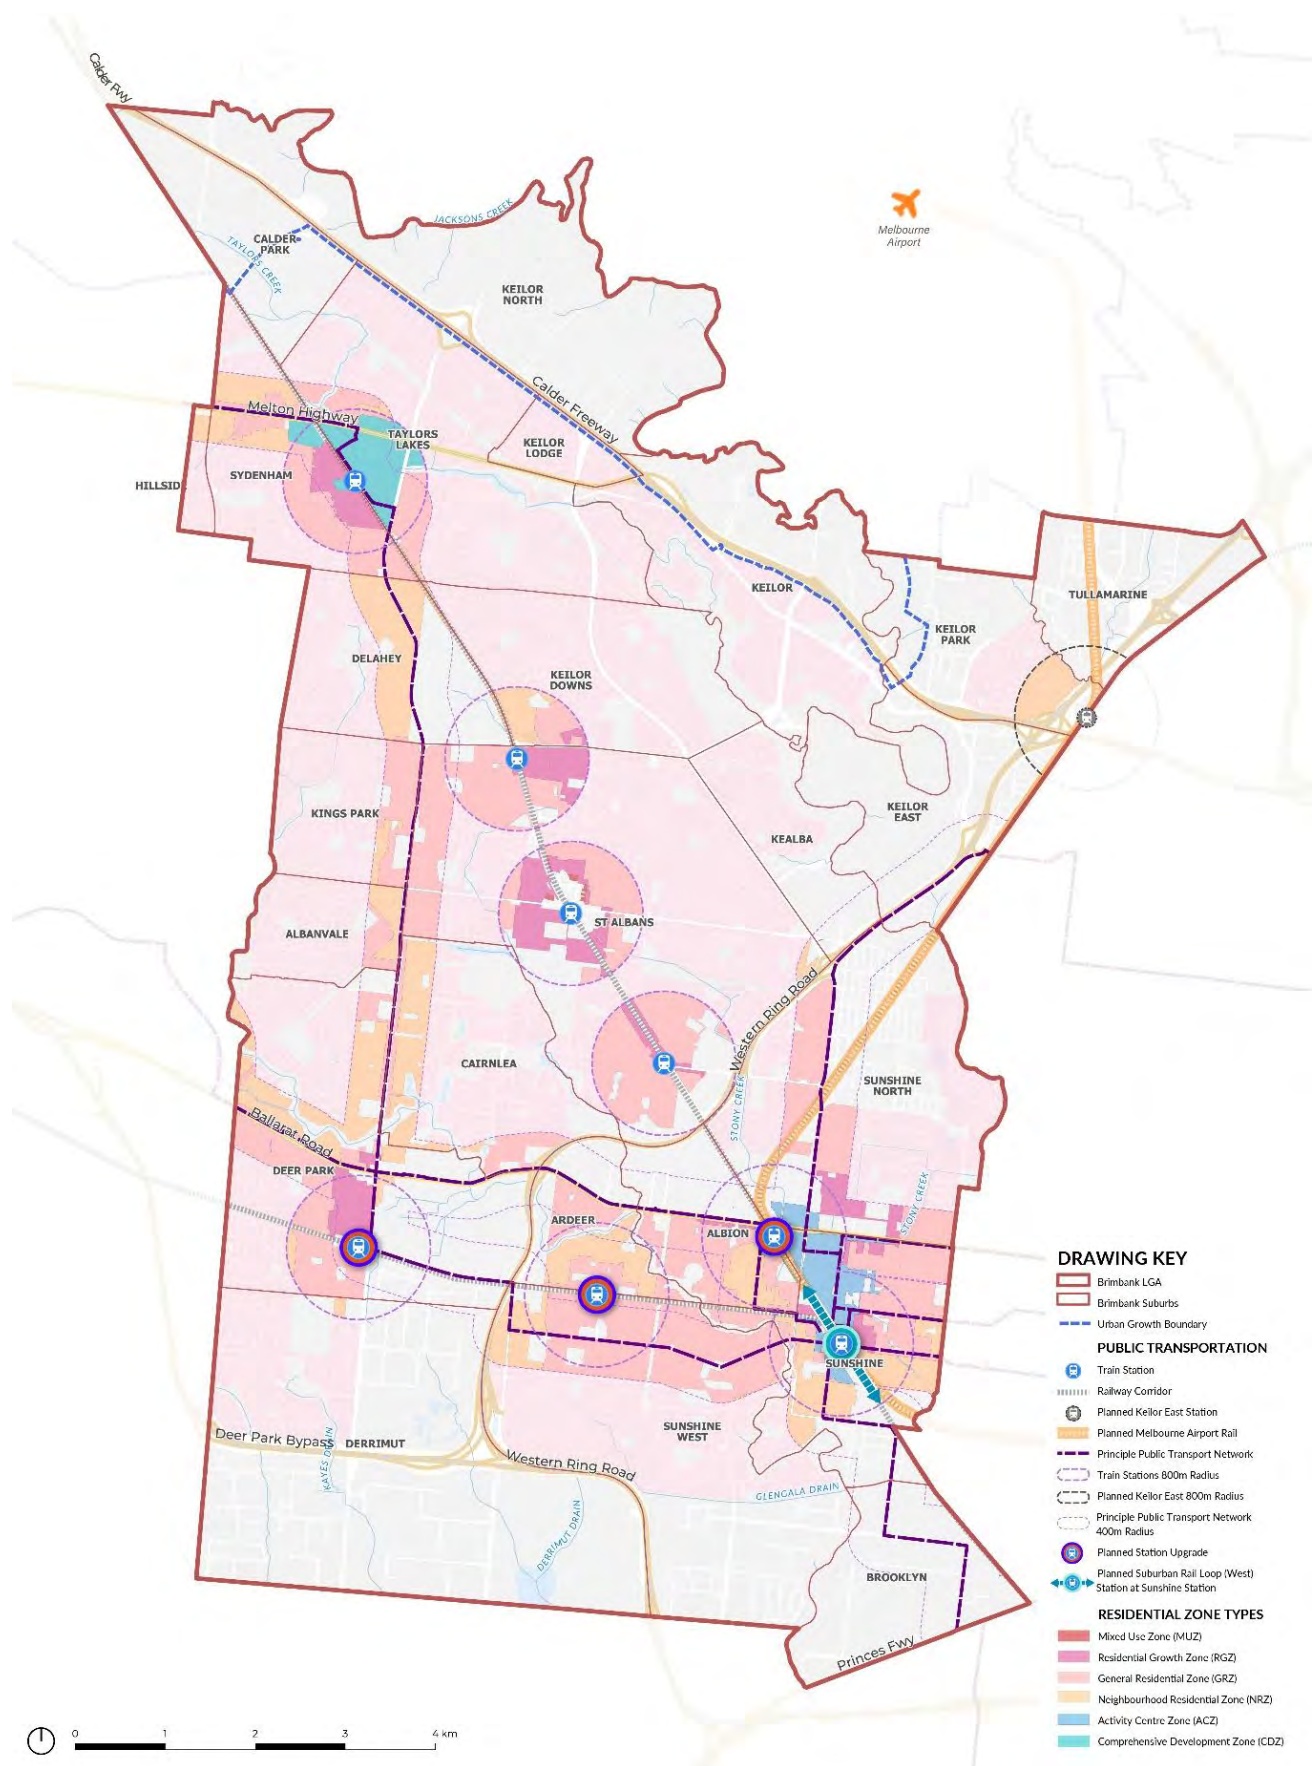 Calder Fwy
JACKSONS CREEK
Melbourne
Airport
CALDER
PARK
TAYLORS CREEK
KEILOR
NORTH
Calder Freeway
Melton Highway
TAYLORS
LAKES
KEILOR
LODGE
SYDENHAM
HILLSID
KEILOR
TULLAMARINE
KEILOR
PARK
DELAHEY
KEILOR
DOWNS
KINGS PARK
KEILOR
EAST
KEALBA
ALBANVALE
ST ALBANS
Western Ring Road
CAIRNLEA
SUNSHINE
NORTH
STONY CREEK
Ballarat Road
DEER PARK
STONY CREEK
ARDEER
ALBION
SUNSHINE
SUNSHINE
WEST
Deer Park Bypass
DERRIMUT
KAYES DRAIN
Western Ring Road
GLENGALA DRAIN
DERRIMUT DRAIN
BROOKLYN
Princes Fwy
0 1 2 3 4 km
DRAWING KEY
Brimbank LGA
Brimbank Suburbs
Urban Growth Boundary
PUBLIC TRANSPORTATION
Train Station
Railway Corridor
Planned Keilor East Station
Planned Melbourne Airport Rail
Principle Public Transport Network
Train Stations 800m Radius
Planned Keilor East 800m Radius
Principle Public Transport Network
400m Radius
Planned Station Upgrade
Planned Suburban Rail Loop (West)
Station at Sunshine Station
RESIDENTIAL ZONE TYPES
Mixed Use Zone (MUZ)
Residential Growth Zone (RGZ)
General Residential Zone (GRZ)
Neighbourhood Residential Zone (NRZ)
Activity Centre Zone (ACZ)
Comprehensive Development Zone (CDZ)